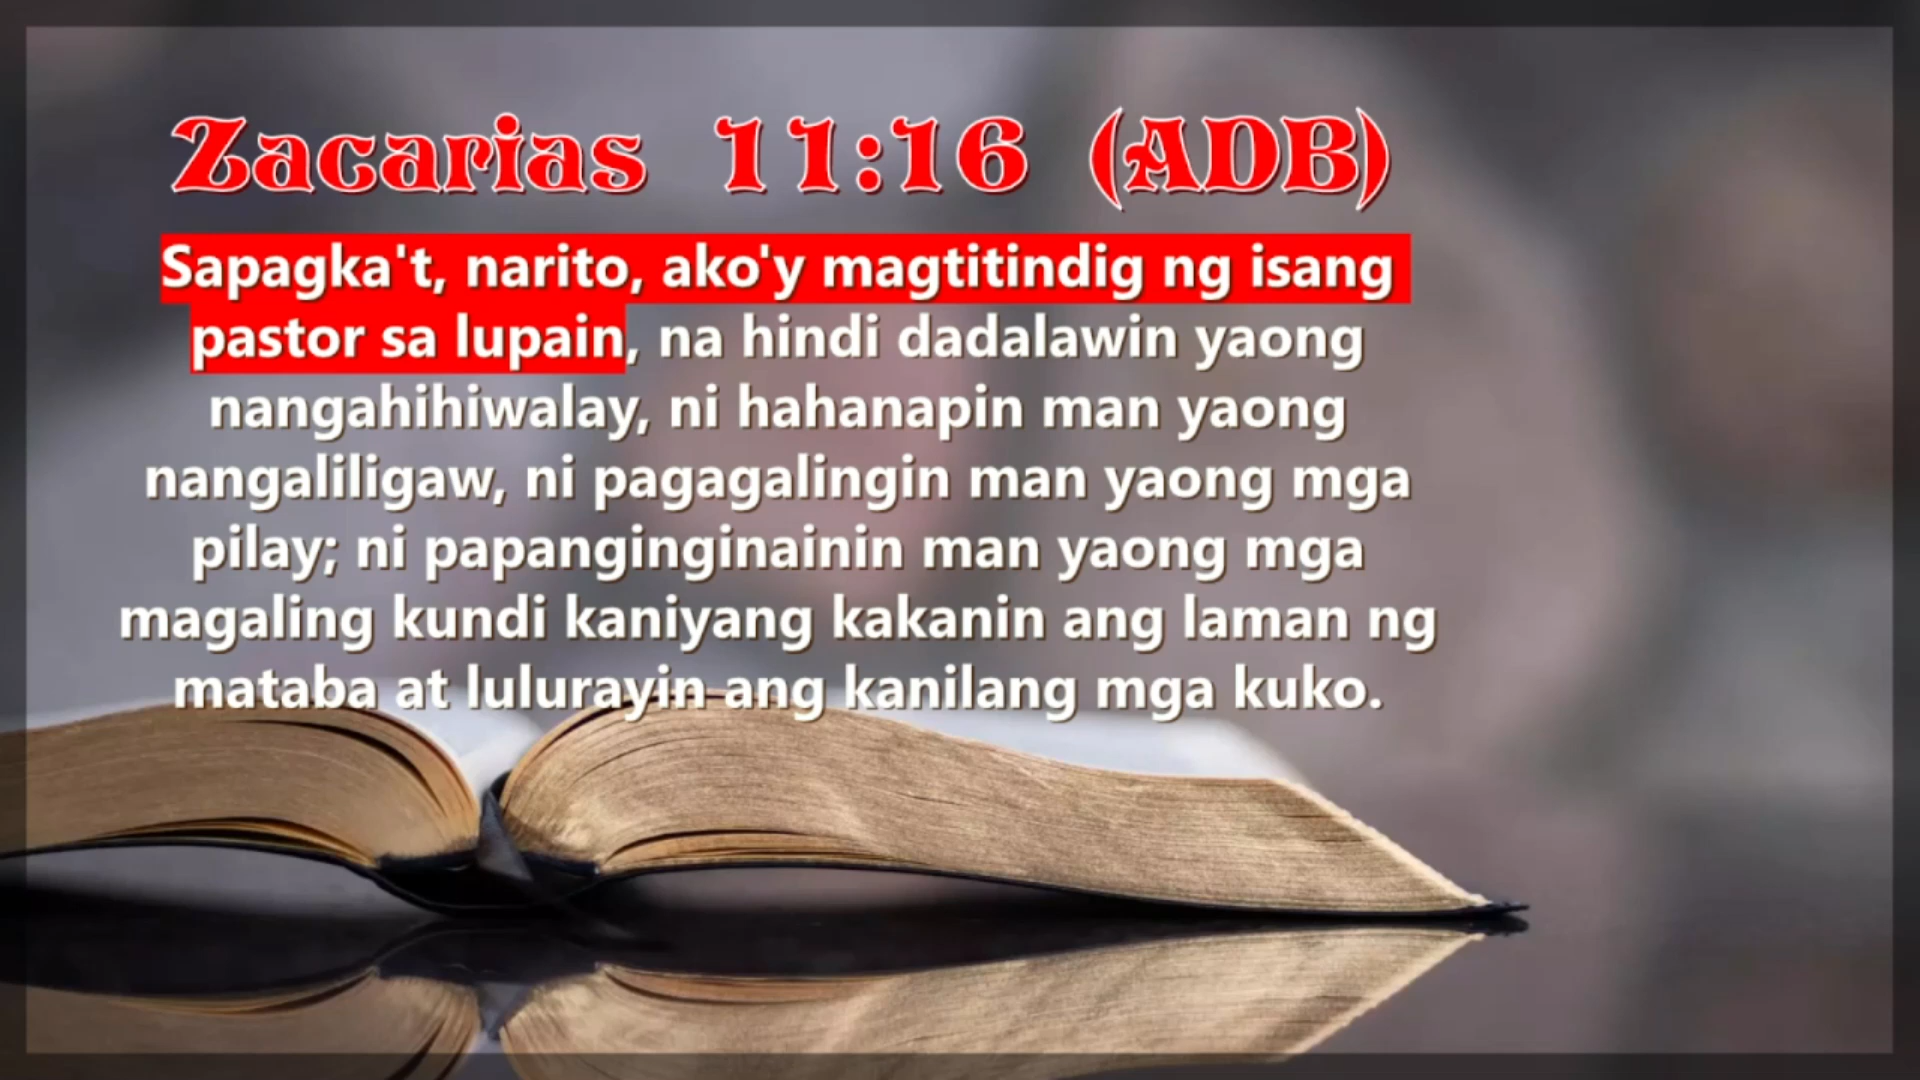 Zacarias 11:16 (ADB)
Sapagka't, narito, ako'y magtitindig ng isang
pastor sa lupain, na hindi dadalawin yaong
nangahihiwalay, ni hahanapin man yaong
nangaliligaw, ni pagagalingin man yaong mga
pilay; ni papanginginainin man yaong mga
magaling kundi kaniyang kakanin ang laman ng
mataba at lulurayin ang kanilang mga kuko.